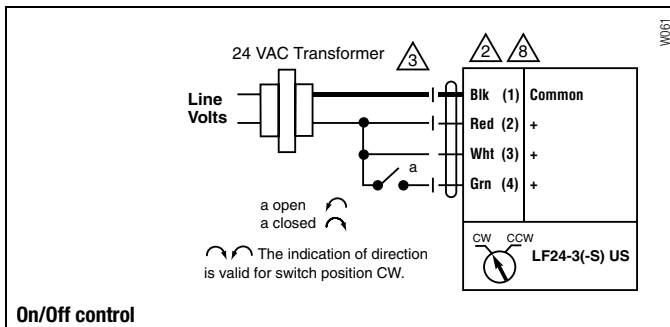 W061
24 VAC Transformer
3
2
8
Line
Volts
Blk (1) Common
Red (2) +
Wht (3) +
a
Grn (4) +
a open
a closed
The indication of direction
is valid for switch position CW.
CW CCW
LF24-3(-S) US
On/Off control